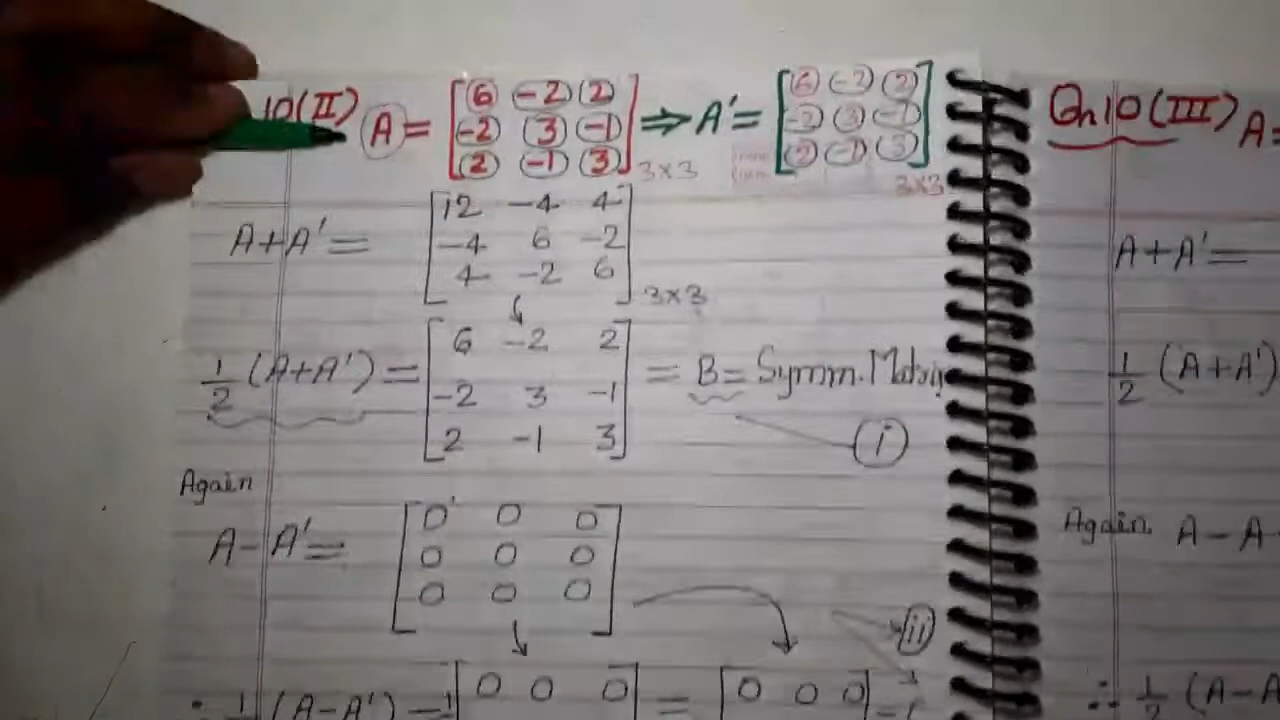 10(II) A = [6 -2 2 ⇒ A' = [6 -2 2
-2 3 -1 -2 3 -1
2 -1 3] 3×3 2 -1 3] 3×3
A+A' = [12 -4 4
-4 6 -2
4 -2 6] 3×3
1/2 (A+A') = [6 -2 2
-2 3 -1
2 -1 3] = B = Symm. Matrix
(i)
Again
A-A' = [0 0 0
0 0 0
0 0 0]
(ii)
[0 0 0 = [0 0 0
Qn10(III) A=
A+A' =
1/2 (A+A')
Again A-A
∴ 1/2 (A-A